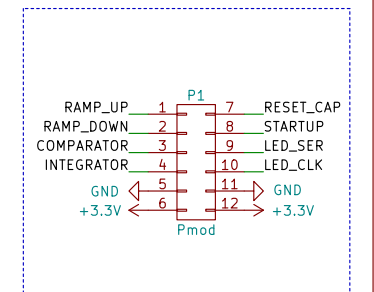 P1
RAMP_UP 1 7 RESET_CAP
RAMP_DOWN 2 8 STARTUP
COMPARATOR 3 9 LED_SER
INTEGRATOR 4 10 LED_CLK
GND 5 11 GND
+3.3V 6 12 +3.3V
Pmod